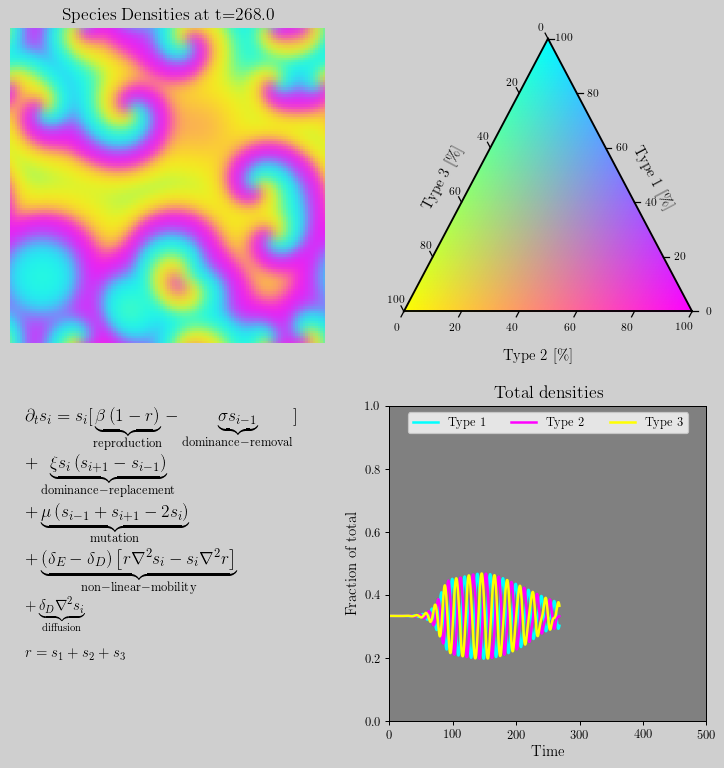 Species Densities at t=268.0
0
100
20
80
40
60
Type 3 [%]
Type 1 [%]
60
40
80
20
100
0
0
20
40
60
80
100
Type 2 [%]
∂ₜsᵢ = sᵢ[ β (1 − r) − σsᵢ₋₁ ]
reproduction dominance−removal
+ ξsᵢ (sᵢ₊₁ − sᵢ₋₁)
dominance−replacement
+ μ (sᵢ₋₁ + sᵢ₊₁ − 2sᵢ)
mutation
+ (δ_E − δ_D) [r∇²sᵢ − sᵢ∇²r]
non−linear−mobility
+ δ_D∇²sᵢ
diffusion
r = s₁ + s₂ + s₃
Total densities
Type 1 Type 2 Type 3
1.0
0.8
0.6
0.4
0.2
0.0
Fraction of total
0 100 200 300 400 500
Time